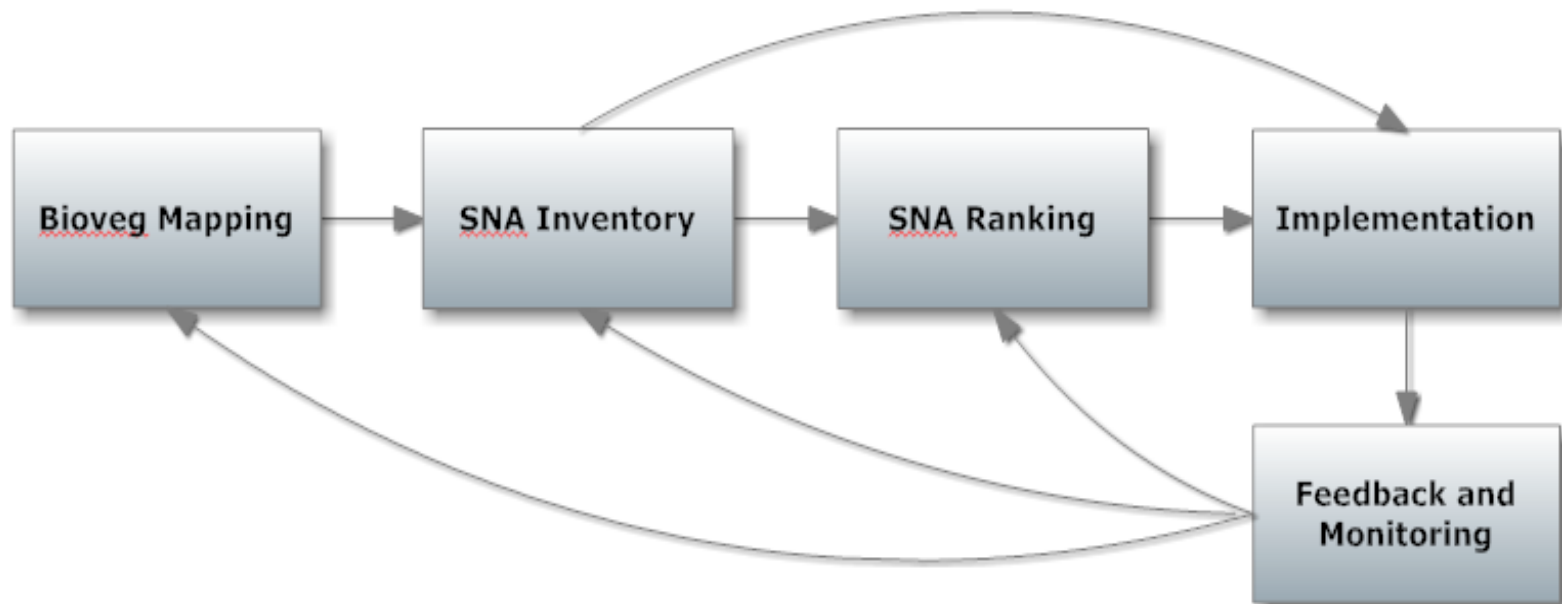 Bioveg Mapping
SNA Inventory
SNA Ranking
Implementation
Feedback and
Monitoring